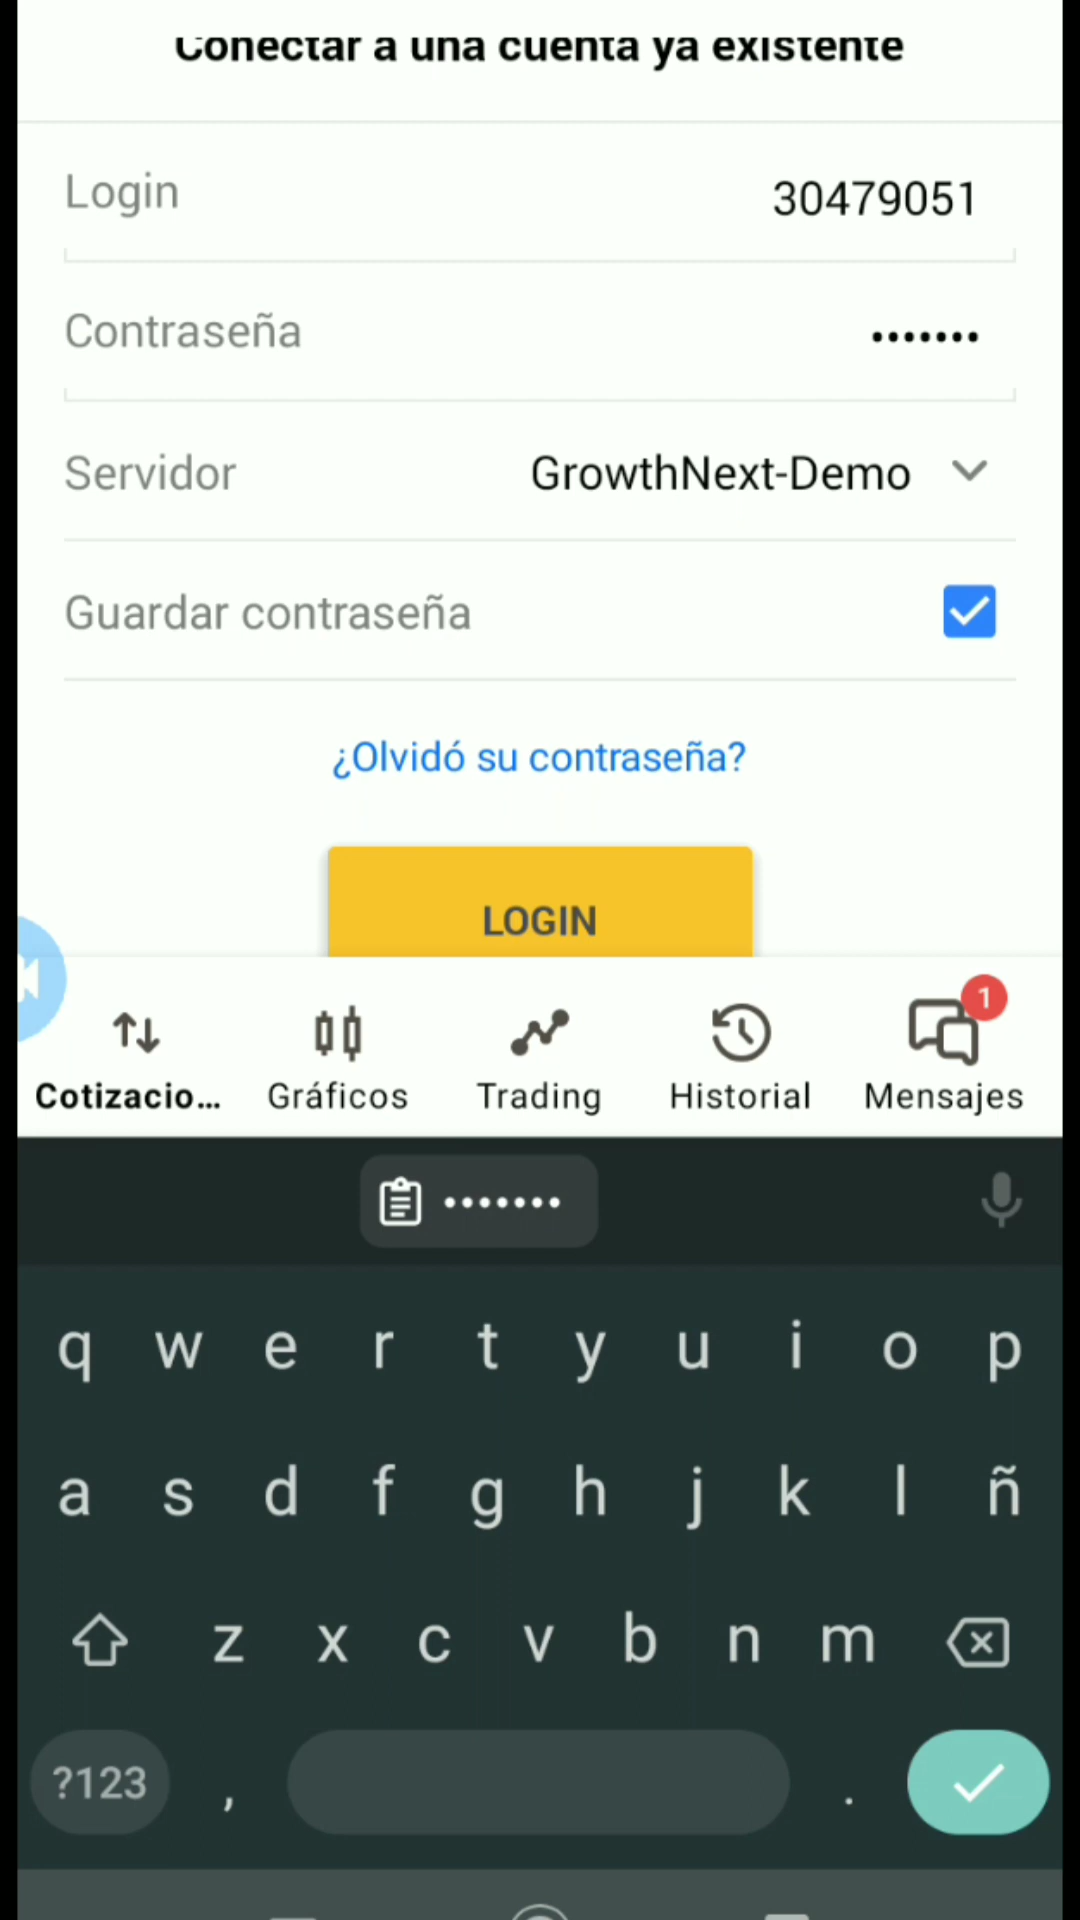 Conectar a una cuenta ya existente
Login 30479051
Contraseña •••••••
Servidor GrowthNext-Demo
Guardar contraseña
¿Olvidó su contraseña?
LOGIN
1
Cotizacio... Gráficos Trading Historial Mensajes
•••••••
q w e r t y u i o p
a s d f g h j k l ñ
z x c v b n m
?123 , .